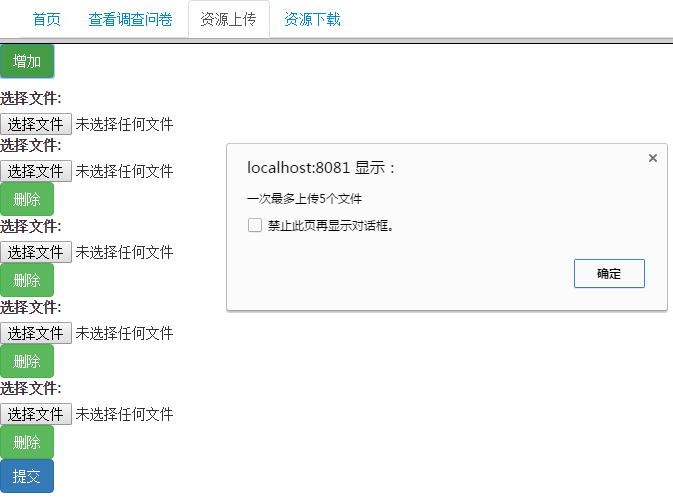 首页 查看调查问卷 资源上传 资源下载
增加
选择文件:
选择文件 未选择任何文件
选择文件:
选择文件 未选择任何文件
删除
选择文件:
选择文件 未选择任何文件
删除
选择文件:
选择文件 未选择任何文件
删除
选择文件:
选择文件 未选择任何文件
删除
提交
localhost:8081 显示：
一次最多上传5个文件
禁止此页再显示对话框。
确定